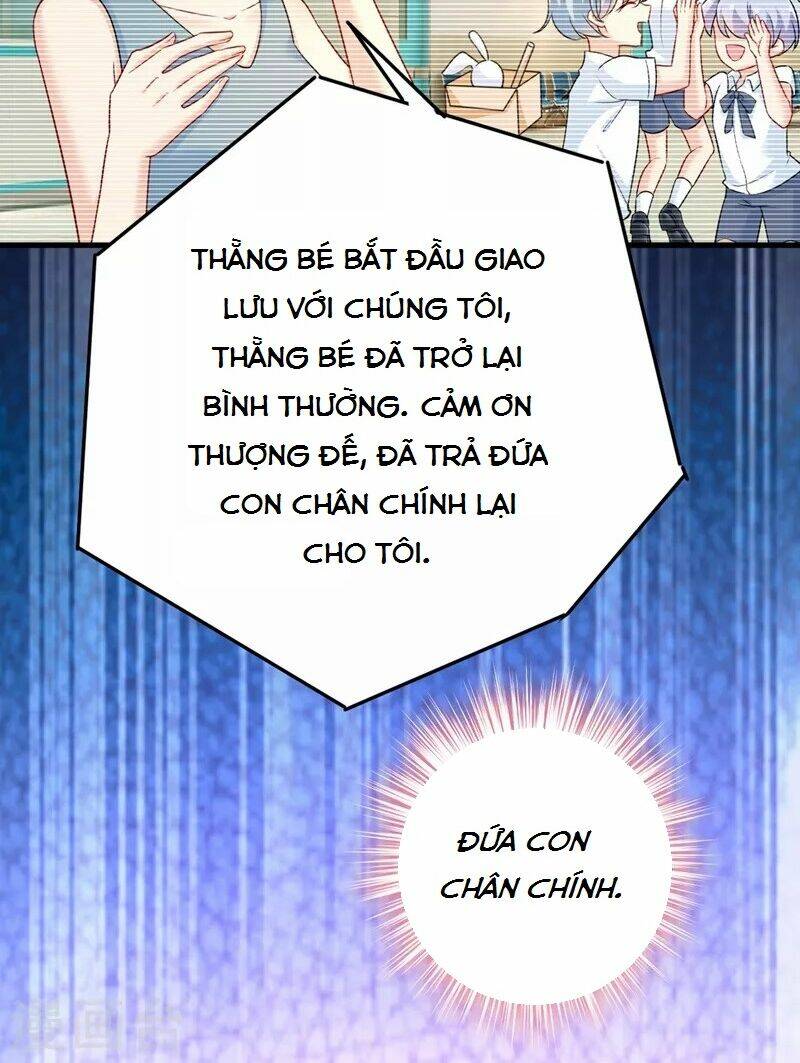 THẰNG BÉ BẮT ĐẦU GIAO
LƯU VỚI CHÚNG TÔI,
THẰNG BÉ ĐÃ TRỞ LẠI
BÌNH THƯỜNG. CẢM ƠN
THƯỢNG ĐẾ, ĐÃ TRẢ ĐỨA
CON CHÂN CHÍNH LẠI
CHO TÔI.
ĐỨA CON
CHÂN CHÍNH.